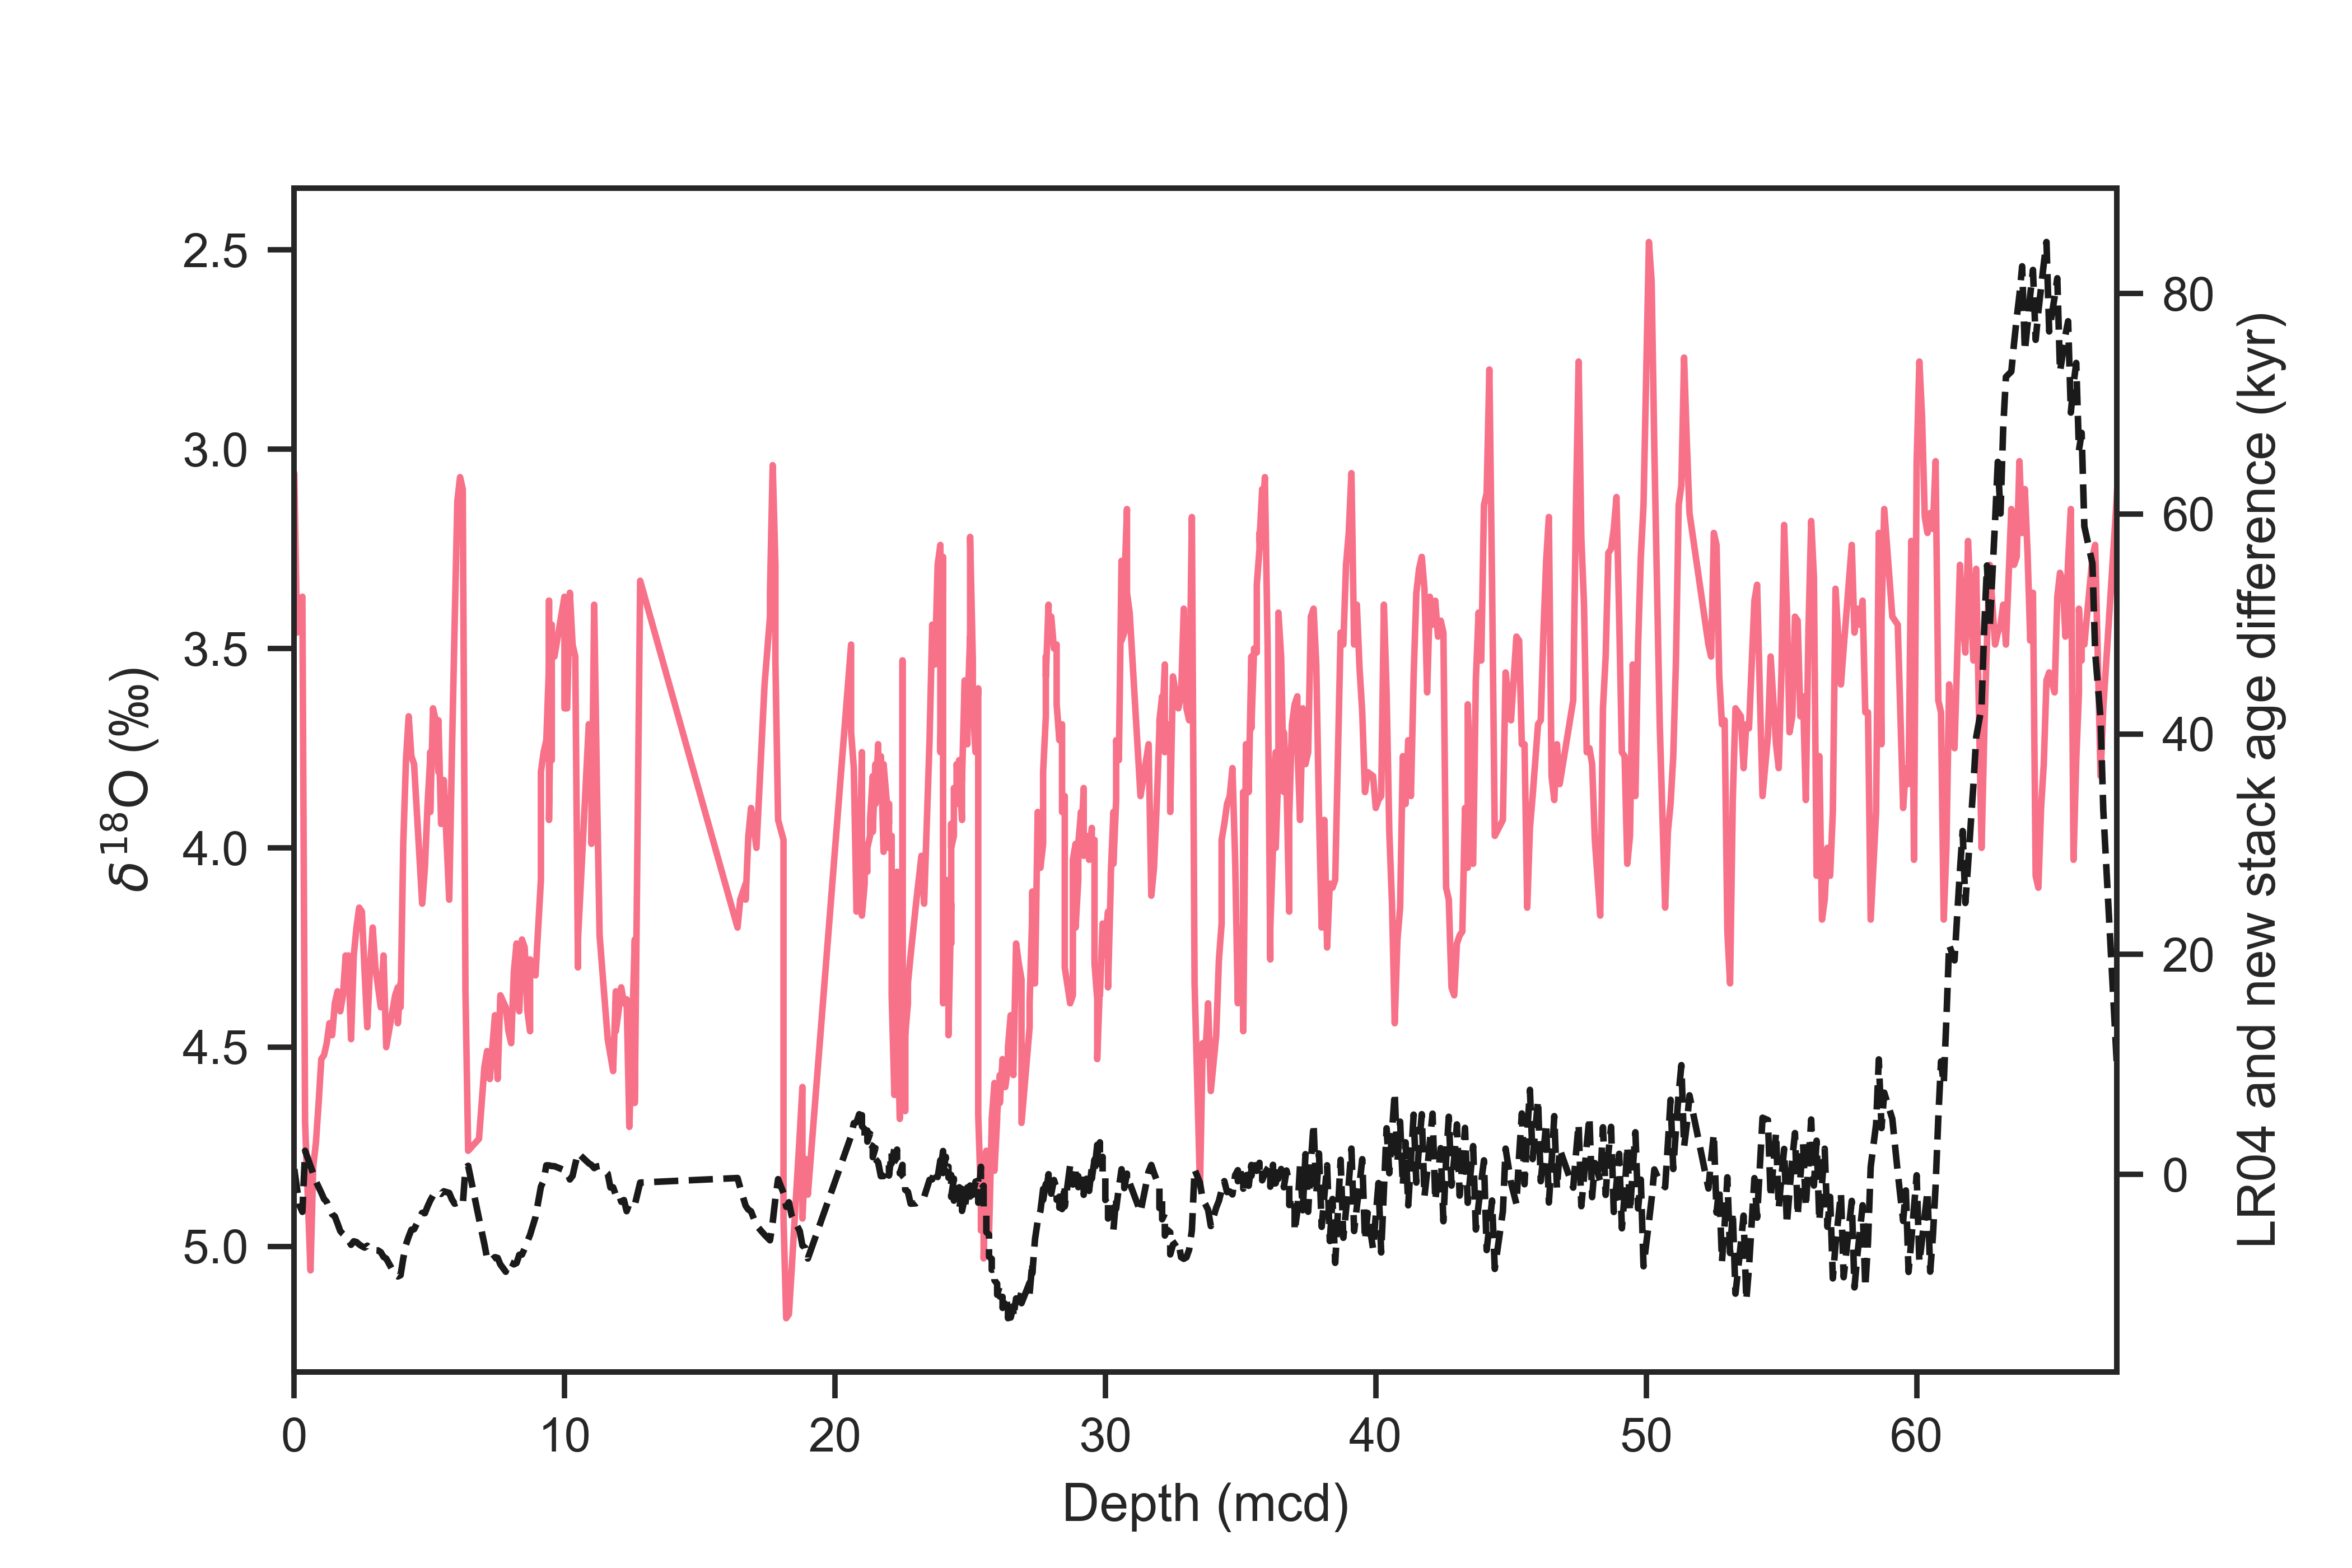 2.5
3.0
3.5
4.0
4.5
5.0
δ¹⁸O (‰)
80
60
40
20
0
LR04 and new stack age difference (kyr)
0 10 20 30 40 50 60
Depth (mcd)